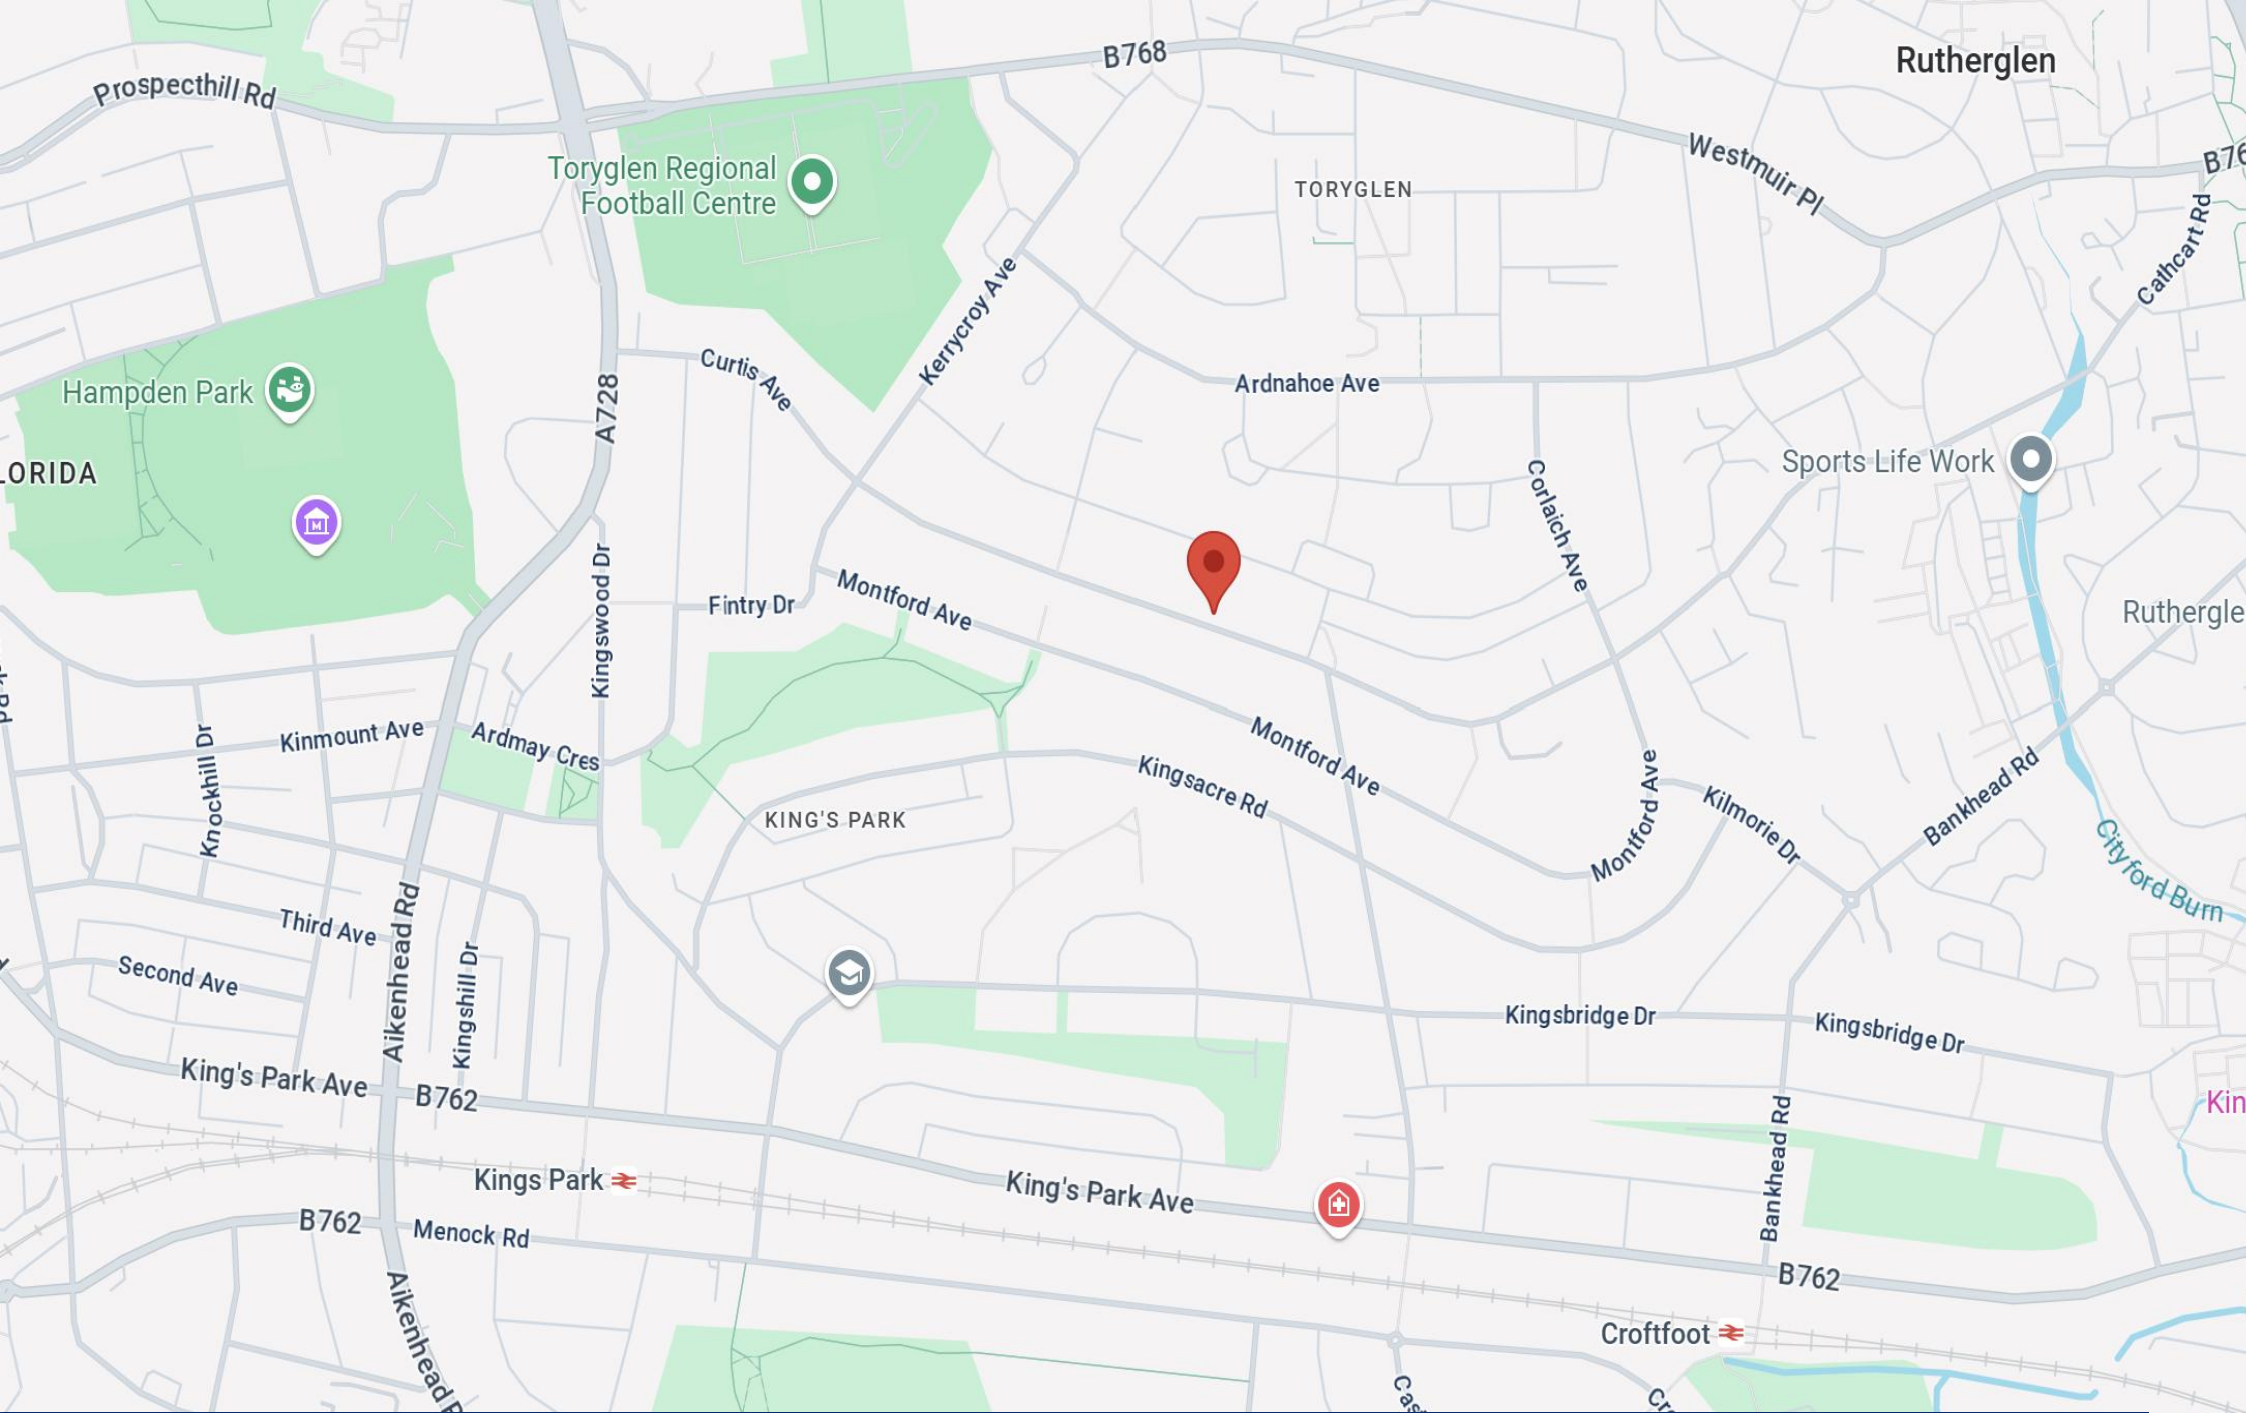 B768
Rutherglen
Prospecthill Rd
Westmuir Pl
B76
Toryglen Regional
Football Centre
TORYGLEN
Cathcart Rd
Kerrycroy Ave
Curtis Ave
Hampden Park
A728
Ardnahoe Ave
LORIDA
Sports Life Work
Corlaich Ave
Kingswood Dr
Fintry Dr
Montford Ave
Ruthergle
Knockhill Dr
Kinmount Ave
Ardmay Cres
Montford Ave
Kingsacre Rd
Montford Ave
Kilmorie Dr
Bankhead Rd
KING'S PARK
Cityford Burn
Third Ave
Aikenhead Rd
Second Ave
Kingshill Dr
Kingsbridge Dr
Kingsbridge Dr
King's Park Ave
B762
Kin
Bankhead Rd
Kings Park
King's Park Ave
B762
Menock Rd
B762
Croftfoot
Aikenhead R
Cas
Cr